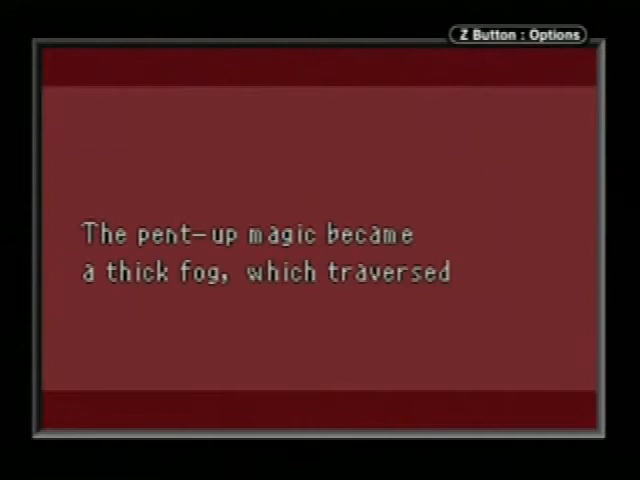 Z Button : Options
The pent-up magic became
a thick fog, which traversed